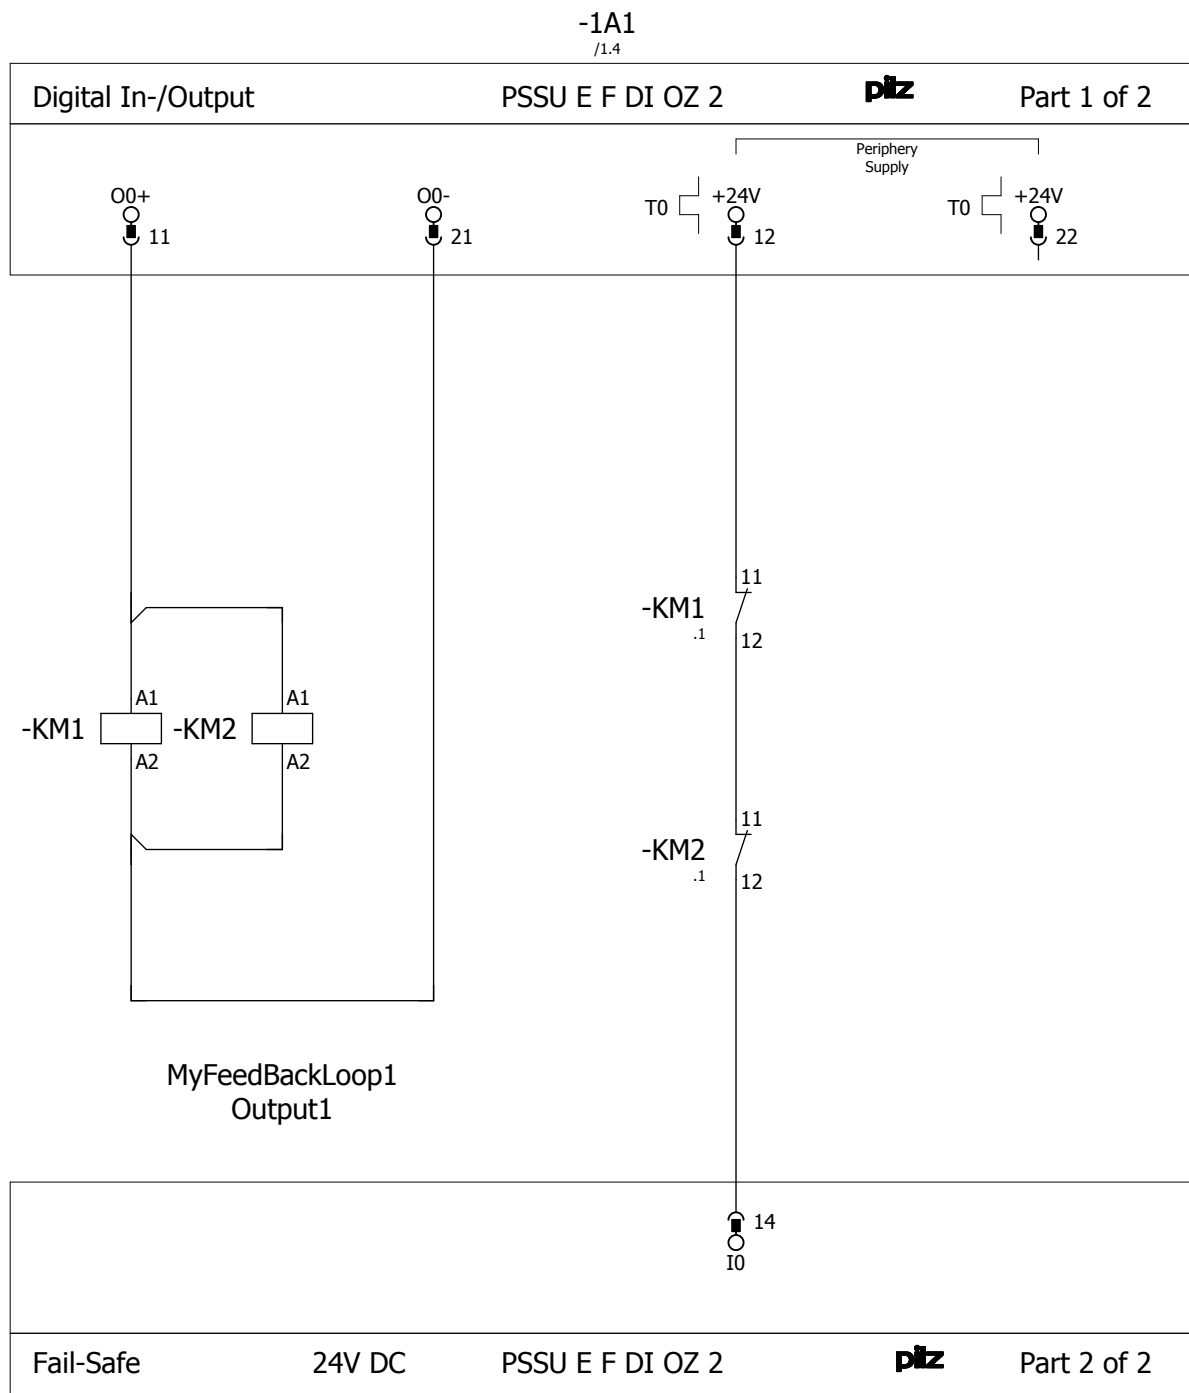 -1A1
/1.4
Digital In-/Output PSSU E F DI OZ 2 pilz Part 1 of 2
Periphery
Supply
O0+ O0- T0 +24V T0 +24V
11 21 12 22
11
-KM1
.1
12
A1 A1
-KM1 -KM2
A2 A2
11
-KM2
.1
12
MyFeedBackLoop1
Output1
14
I0
Fail-Safe 24V DC PSSU E F DI OZ 2 pilz Part 2 of 2